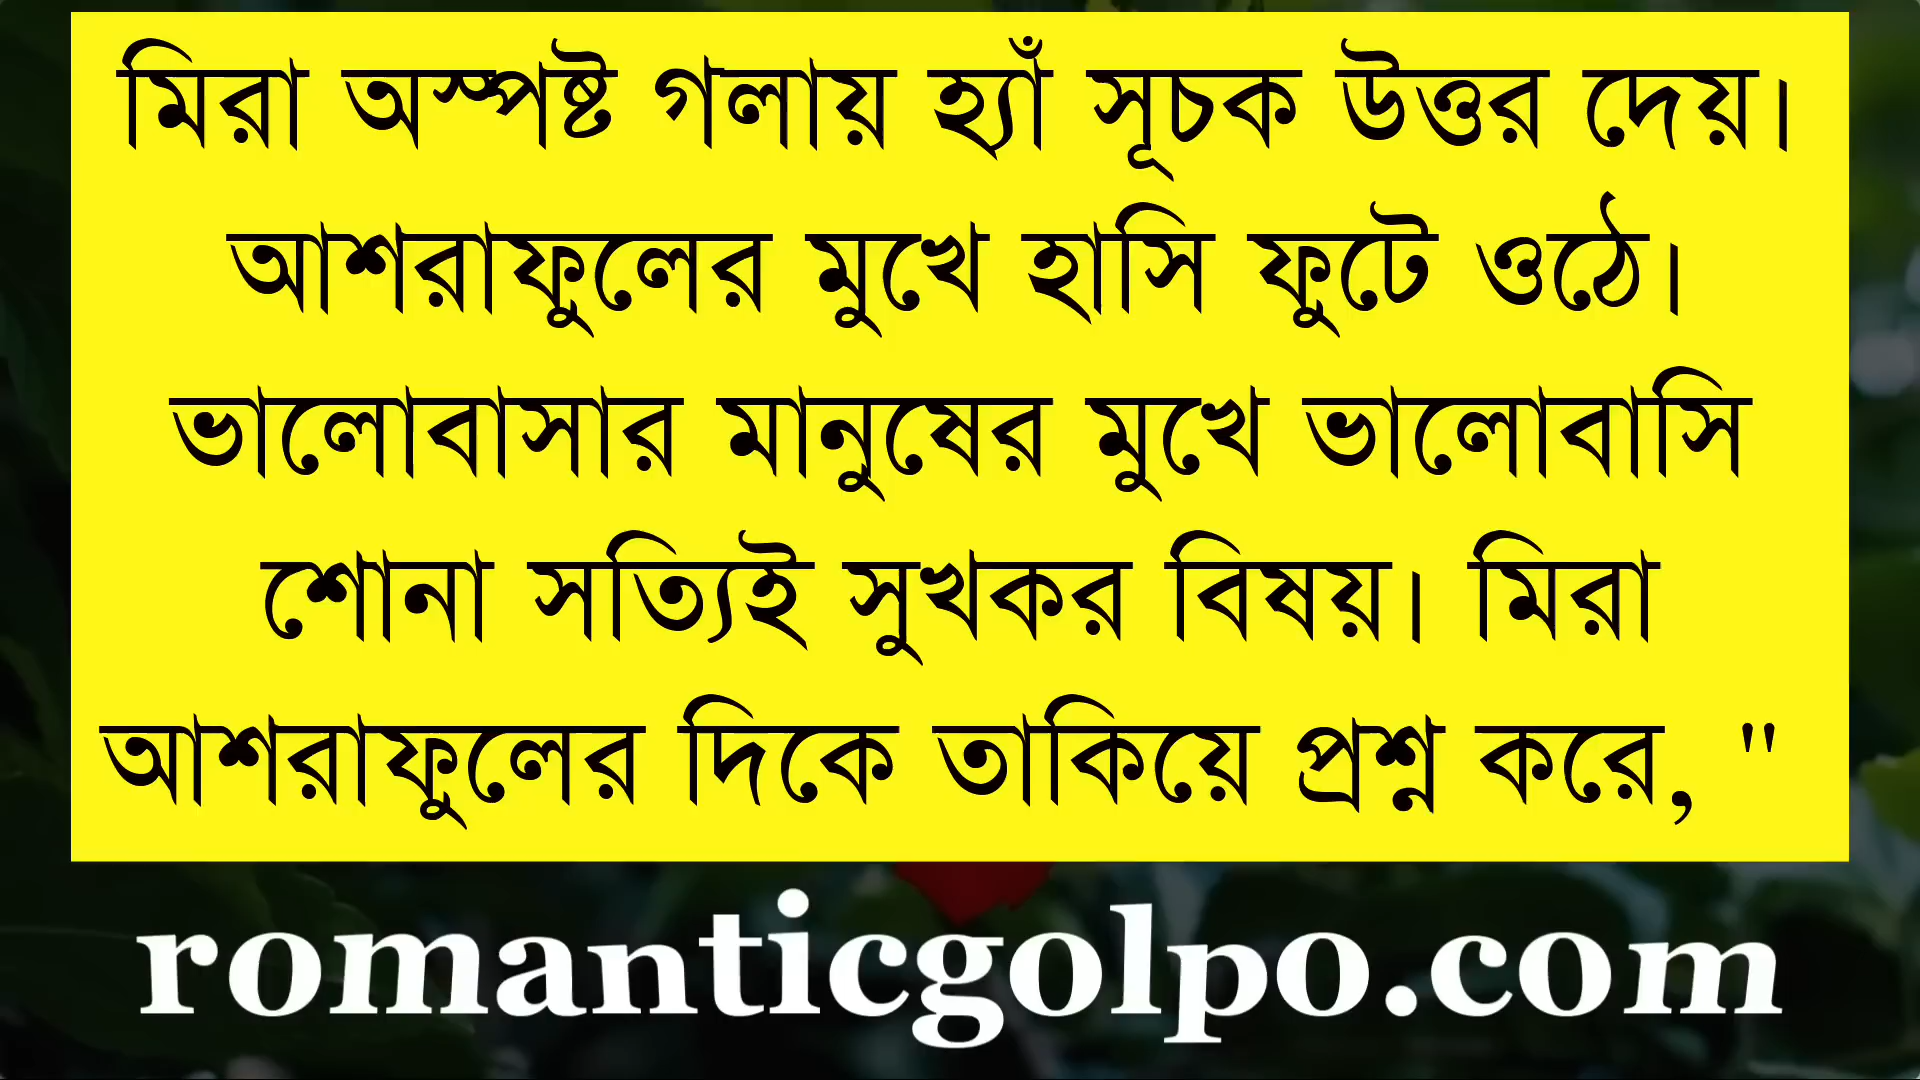 মিরা অস্পষ্ট গলায় হ্যাঁ সূচক উত্তর দেয়।
আশরাফুলের মুখে হাসি ফুটে ওঠে।
ভালোবাসার মানুষের মুখে ভালোবাসি
শোনা সত্যিই সুখকর বিষয়। মিরা
আশরাফুলের দিকে তাকিয়ে প্রশ্ন করে, "
romanticgolpo.com